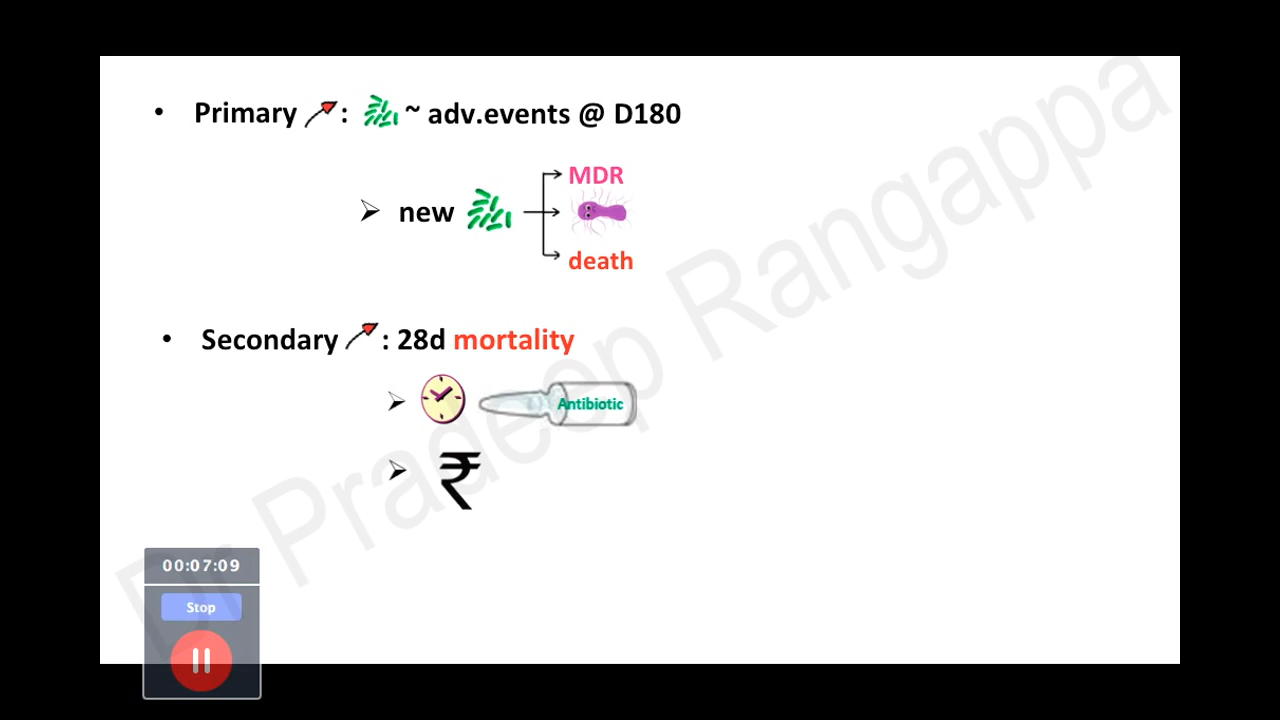 • Primary : ~ adv.events @ D180
MDR
➢ new
death
• Secondary : 28d mortality
➢ Antibiotic
➢ ₹
Dr Pradeep Rangappa
00:07:09
Stop